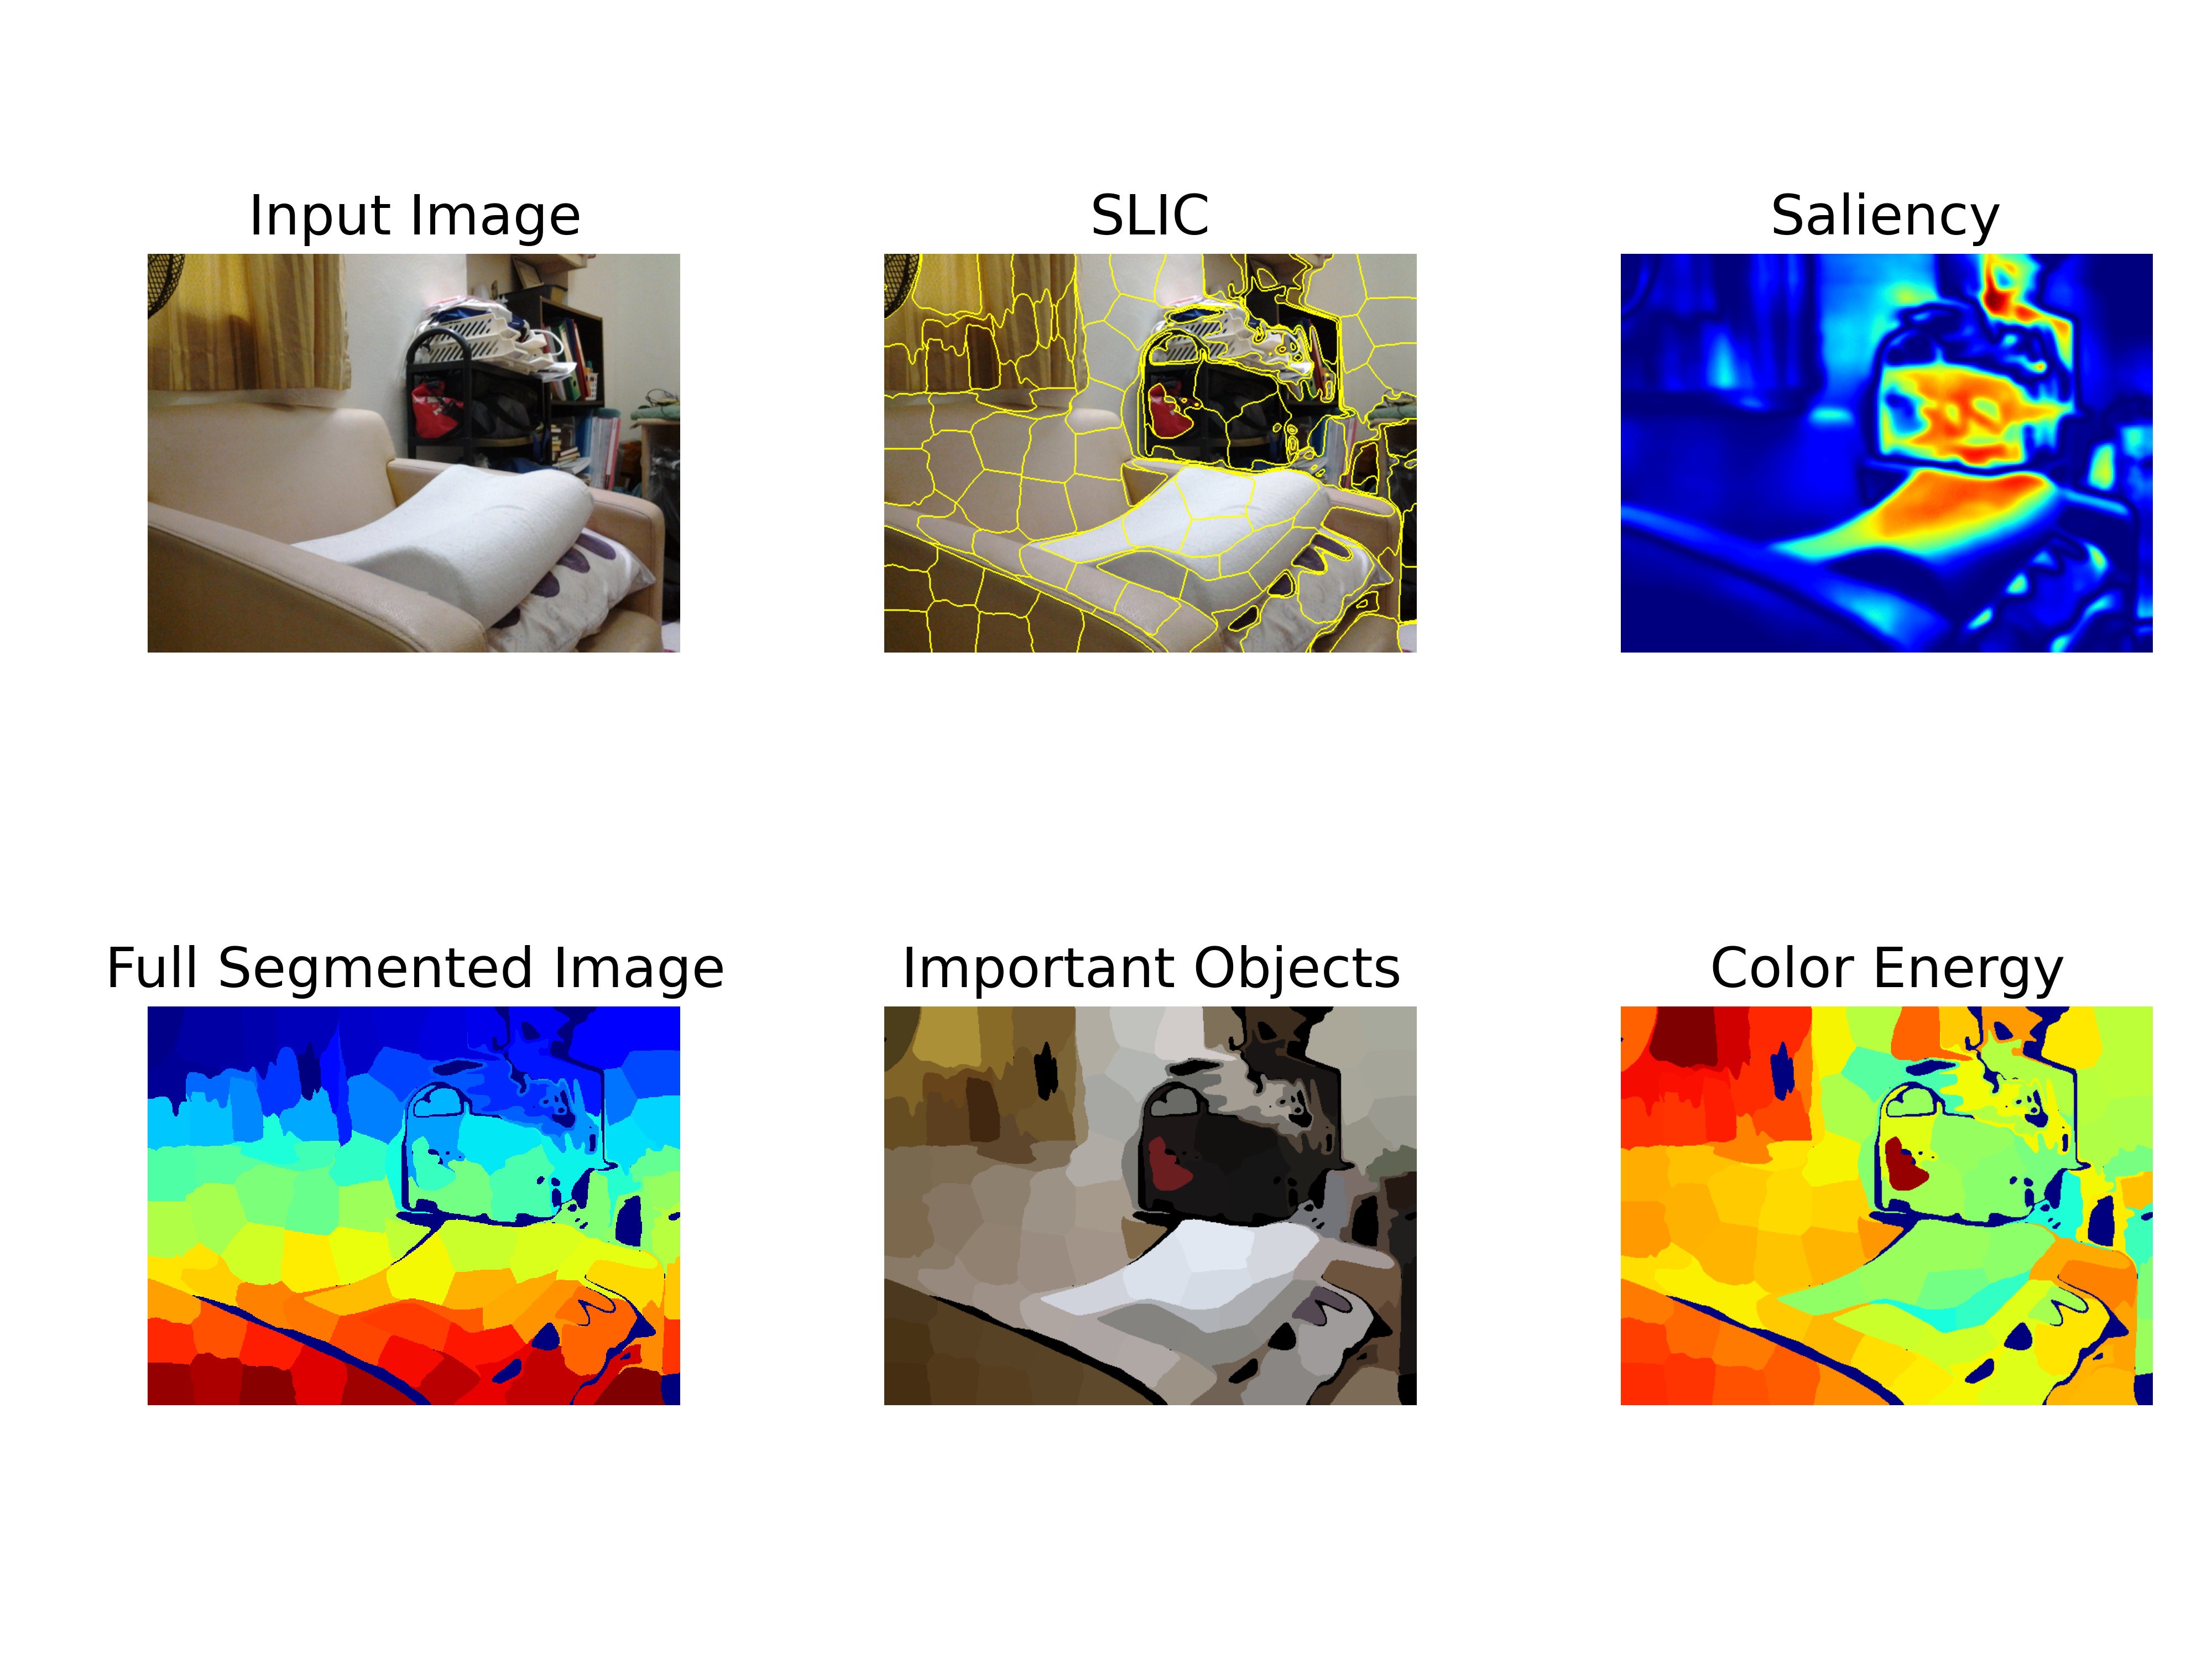 Input Image
SLIC
Saliency
Full Segmented Image
Important Objects
Color Energy